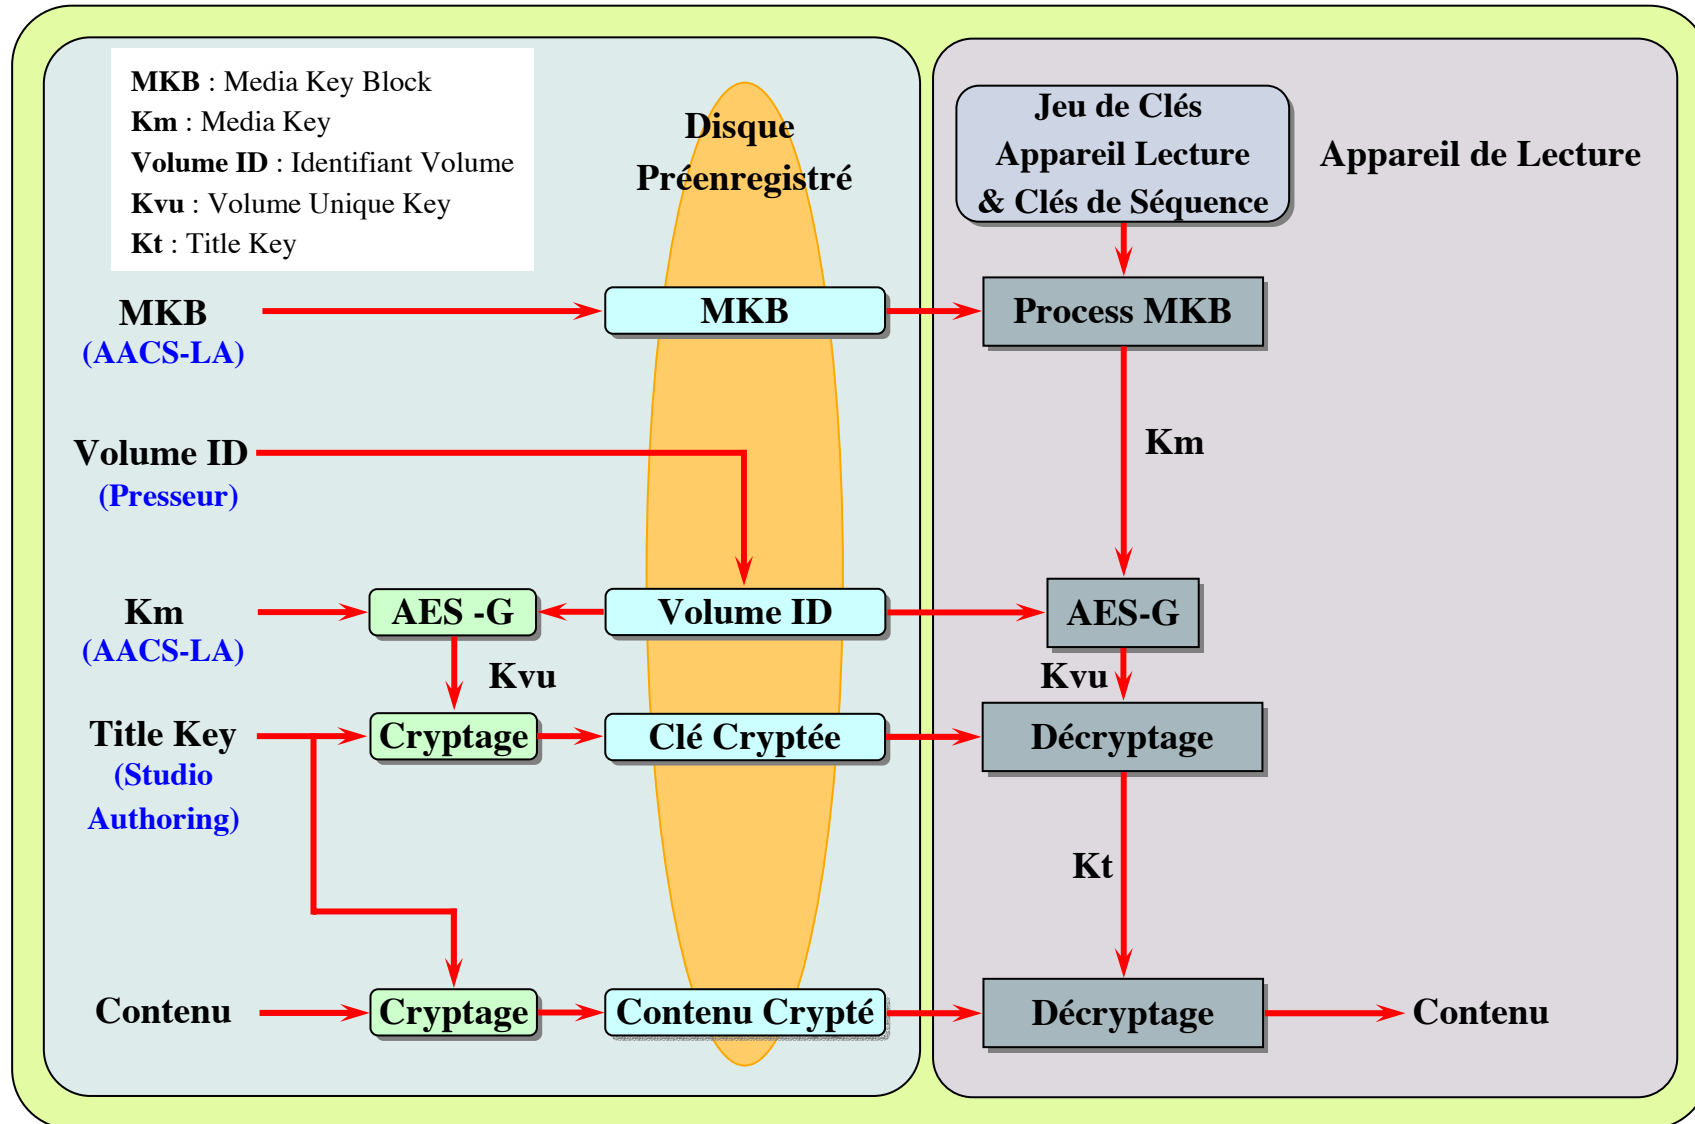 MKB : Media Key Block
Km : Media Key
Volume ID : Identifiant Volume
Kvu : Volume Unique Key
Kt : Title Key
Disque
Préenregistré
Jeu de Clés
Appareil Lecture
& Clés de Séquence
Appareil de Lecture
MKB
(AACS-LA)
MKB
Process MKB
Km
Volume ID
(Presseur)
Km
(AACS-LA)
AES -G
Volume ID
AES-G
Kvu
Kvu
Title Key
(Studio
Authoring)
Cryptage
Clé Cryptée
Décryptage
Kt
Contenu
Cryptage
Contenu Crypté
Décryptage
Contenu